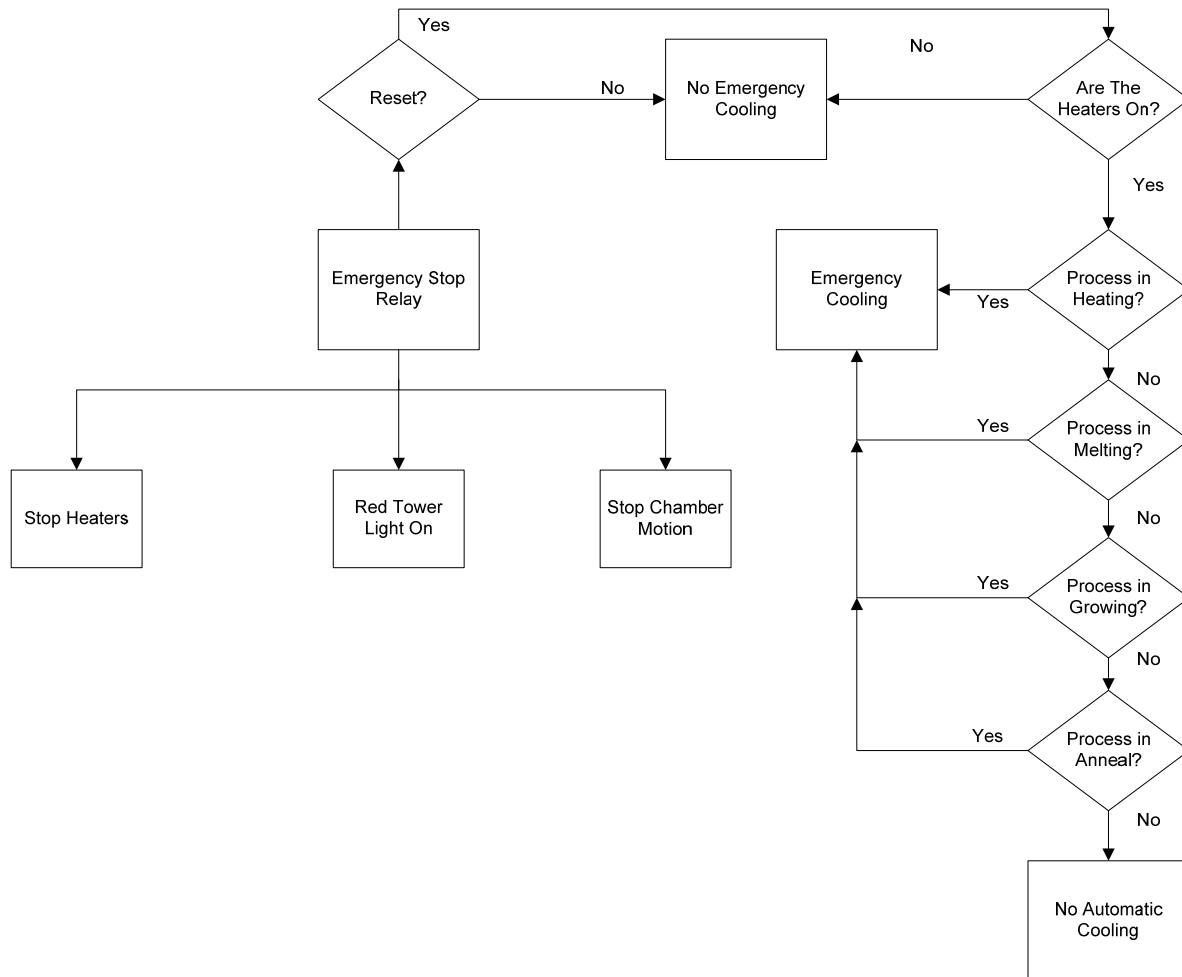 Yes
No
Reset?
No
No Emergency
Cooling
Are The
Heaters On?
Yes
Emergency Stop
Relay
Emergency
Cooling
Yes
Process in
Heating?
No
Yes
Process in
Melting?
Stop Heaters
Red Tower
Light On
Stop Chamber
Motion
No
Yes
Process in
Growing?
No
Yes
Process in
Anneal?
No
No Automatic
Cooling